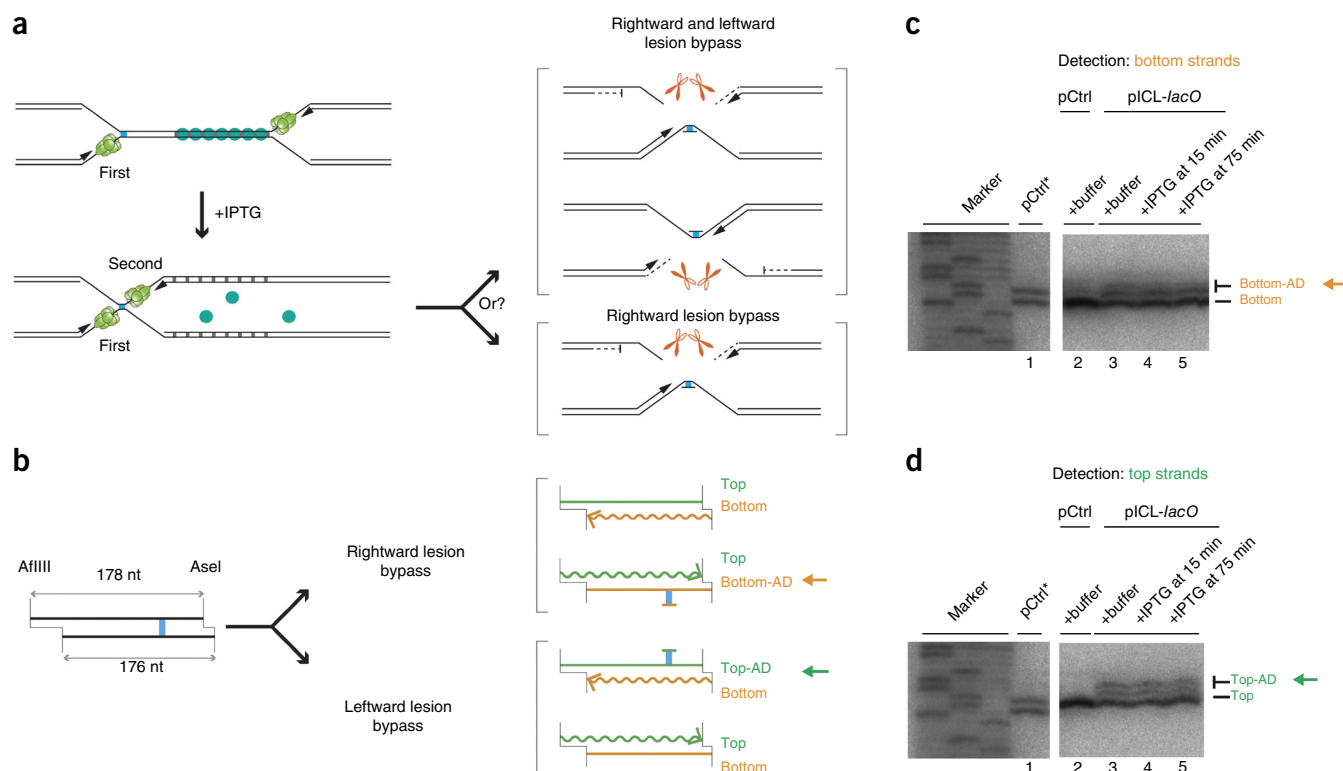 a
First
+IPTG
Second
First
Or?
Rightward and leftward
lesion bypass
Rightward lesion bypass
b
AflIIII
178 nt
AseI
176 nt
Rightward lesion
bypass
Leftward lesion
bypass
Top
Bottom
Top
Bottom-AD
Top-AD
Bottom
Top
Bottom
c
Detection: bottom strands
pCtrl
pICL-lacO
Marker
pCtrl*
+buffer
+buffer
+IPTG at 15 min
+IPTG at 75 min
Bottom-AD
Bottom
1 2 3 4 5
d
Detection: top strands
pCtrl
pICL-lacO
Marker
pCtrl*
+buffer
+buffer
+IPTG at 15 min
+IPTG at 75 min
Top-AD
Top
1 2 3 4 5